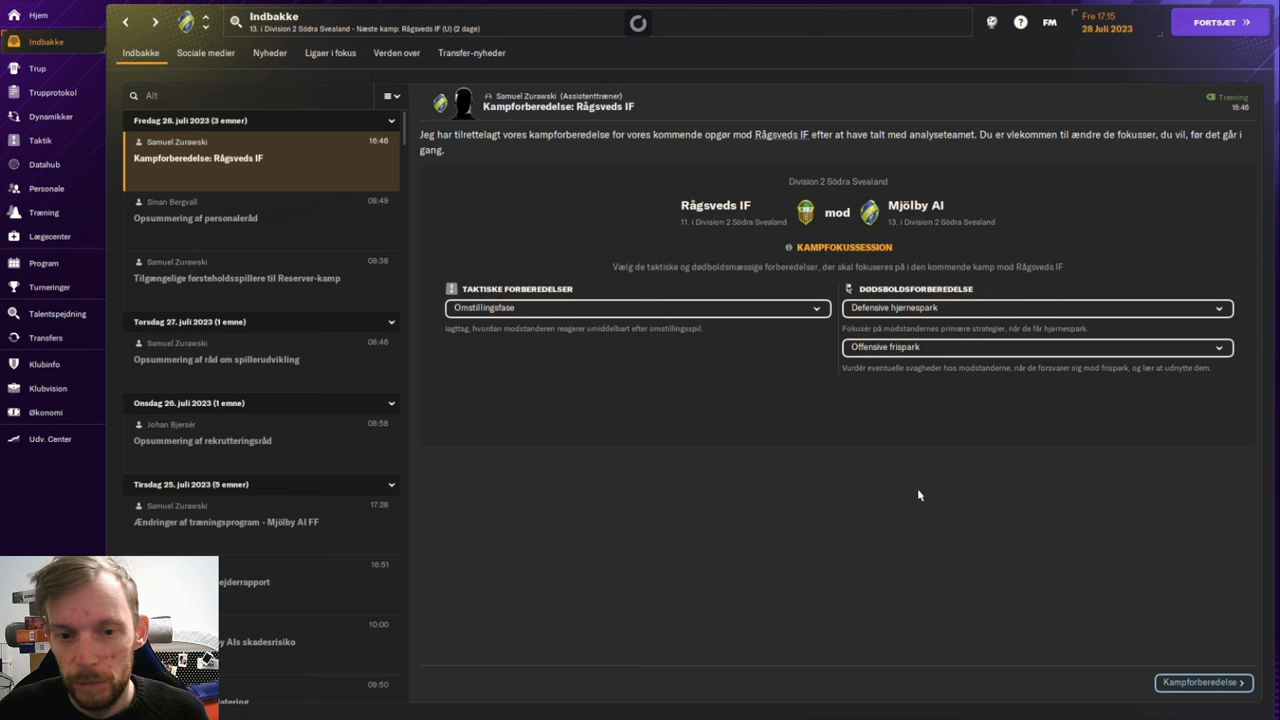 Hjem
Indbakke
Trup
Trupprotokol
Dynamikker
Taktik
Datahub
Personale
Træning
Lægecenter
Program
Turneringer
Talentspejdning
Transfers
Klubinfo
Klubvision
Økonomi
Udv. Center
Indbakke
13. i Division 2 Södra Svealand - Næste kamp: Rågsveds IF (U) (2 dage)
FM
Fre 17:15
28 Juli 2023
FORTSÆT
Indbakke Sociale medier Nyheder Ligaer i fokus Verden over Transfer-nyheder
Alt
Fredag 28. juli 2023 (3 emner)
Samuel Zurawski 16:46
Kampforberedelse: Rågsveds IF
Sinan Bergvall 08:49
Opsummering af personaleråd
Samuel Zurawski 08:38
Tilgængelige førsteholdsspillere til Reserver-kamp
Torsdag 27. juli 2023 (1 emne)
Samuel Zurawski 08:46
Opsummering af råd om spillerudvikling
Onsdag 26. juli 2023 (1 emne)
Johan Bjersér 08:58
Opsummering af rekrutteringsråd
Tirsdag 25. juli 2023 (5 emner)
Samuel Zurawski 17:28
Ændringer af træningsprogram - Mjölby AI FF
16:51
ejderrapport
10:00
AIs skadesrisiko
09:50
Samuel Zurawski (Assistenttræner)
Kampforberedelse: Rågsveds IF
Træning
16:46
Jeg har tilrettelagt vores kampforberedelse for vores kommende opgør mod Rågsveds IF efter at have talt med analyseteamet. Du er vlekommen til ændre de fokusser, du vil, før det går i
gang.
Division 2 Södra Svealand
Rågsveds IF mod Mjölby AI
11. i Division 2 Södra Svealand 13. i Division 2 Södra Svealand
KAMPFOKUSSESSION
Vælg de taktiske og dødboldsmæssige forberedelser, der skal fokuseres på i den kommende kamp mod Rågsveds IF
TAKTISKE FORBEREDELSER
Omstillingsfase
Iagttag, hvordan modstanderen reagerer umiddelbart efter omstillingsspil.
DØDSBOLDSFORBEREDELSE
Defensive hjørnespark
Fokusér på modstandernes primære strategier, når de får hjørnespark.
Offensive frispark
Vurdér eventuelle svagheder hos modstanderne, når de forsvarer sig mod frispark, og lær at udnytte dem.
Kampforberedelse